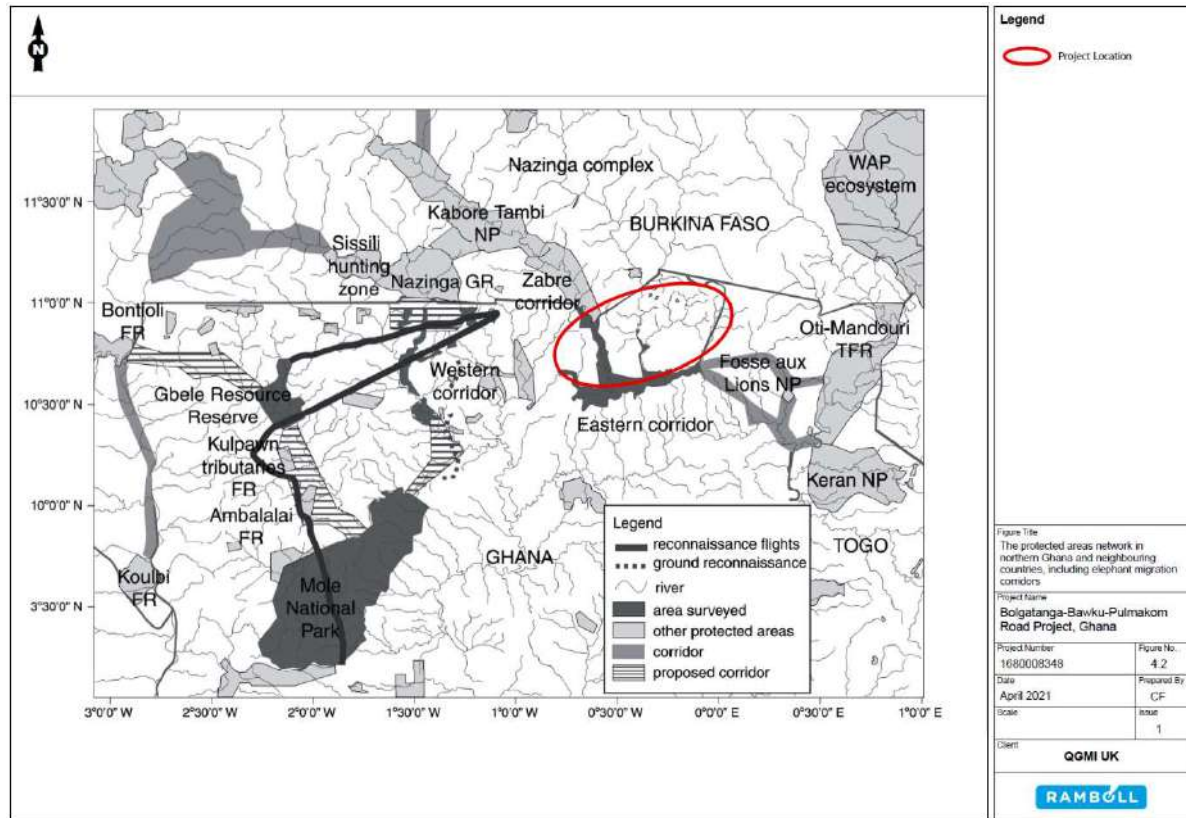 N
Nazinga complex
WAP
ecosystem
11°30'0" N
Kabore Tambi
NP
BURKINA FASO
Sissili
hunting
zone
Nazinga GR
Zabre
corridor
11°0'0" N
Bontioli
FR
Oti-Mandouri
TFR
Western
corridor
Fosse aux
Lions NP
Gbele Resource
Reserve
10°30'0" N
Eastern corridor
Kulpawn
tributaries
FR
Keran NP
10°0'0" N
Ambalalai
FR
GHANA
TOGO
Koulbi
FR
Mole
National
Park
3°30'0" N
Legend
reconnaissance flights
ground reconnaissance
river
area surveyed
other protected areas
corridor
proposed corridor
3°0'0" W
2°30'0" W
2°0'0" W
1°30'0" W
1°0'0" W
0°30'0" W
0°0'0" E
0°30'0" E
1°0'0 E
Legend
Project Location
Figure Title
The protected areas network in
northern Ghana and neighbouring
countries, including elephant migration
corridors
Project Name
Bolgatanga-Bawku-Pulmakom
Road Project, Ghana
Project Number
Figure No.
1680008348
4.2
Date
Prepared By
April 2021
CF
Scale
Issue
1
Client
QGMI UK
RAMBOLL